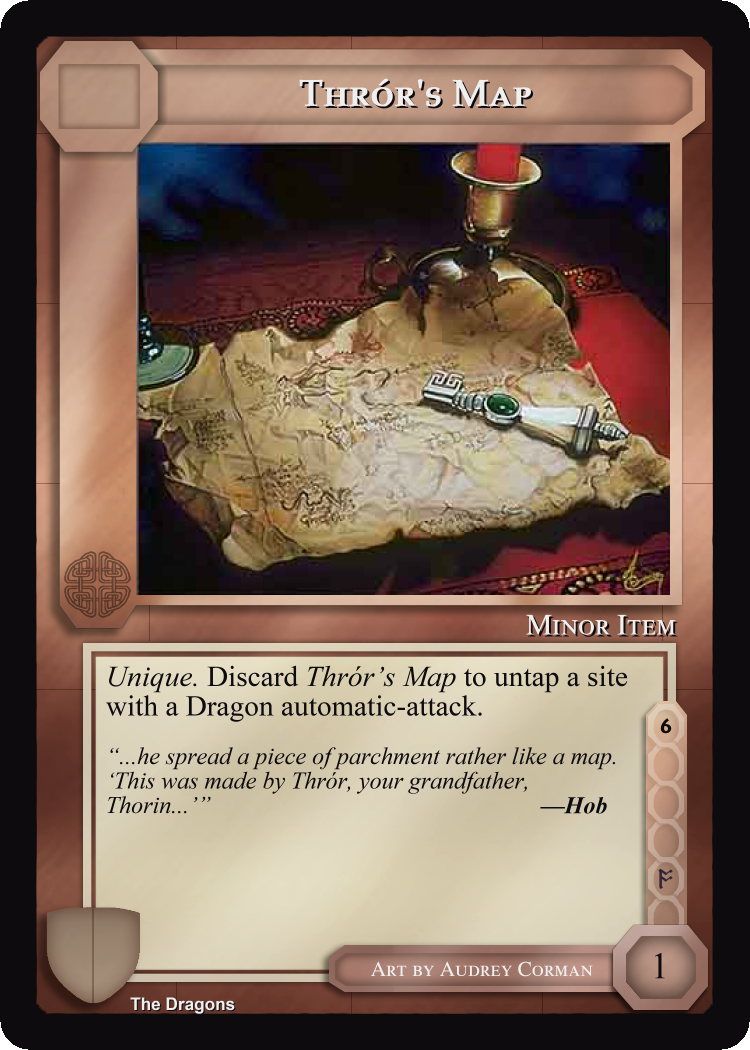 Thrór's Map
Minor Item
Unique. Discard Thrór’s Map to untap a site
with a Dragon automatic-attack.
6
“...he spread a piece of parchment rather like a map.
‘This was made by Thrór, your grandfather,
Thorin...’” —Hob
ᚩ
Art by Audrey Corman
1
The Dragons